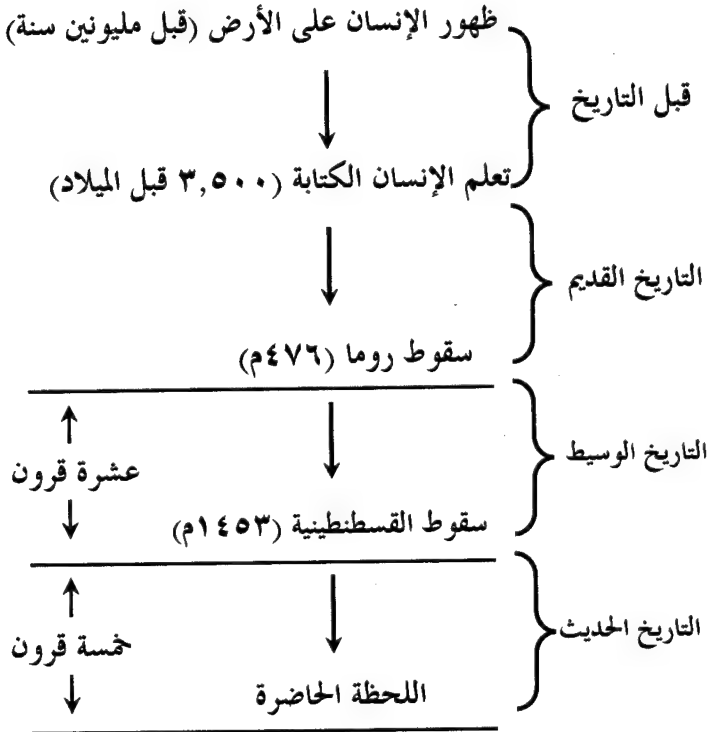 ظهور الإنسان على الأرض (قبل مليونين سنة)
قبل التاريخ
تعلم الإنسان الكتابة (٣,٥٠٠ قبل الميلاد)
التاريخ القديم
سقوط روما (٤٧٦م)
التاريخ الوسيط
عشرة قرون
سقوط القسطنطينية (١٤٥٣م)
التاريخ الحديث
خمسة قرون
اللحظة الحاضرة